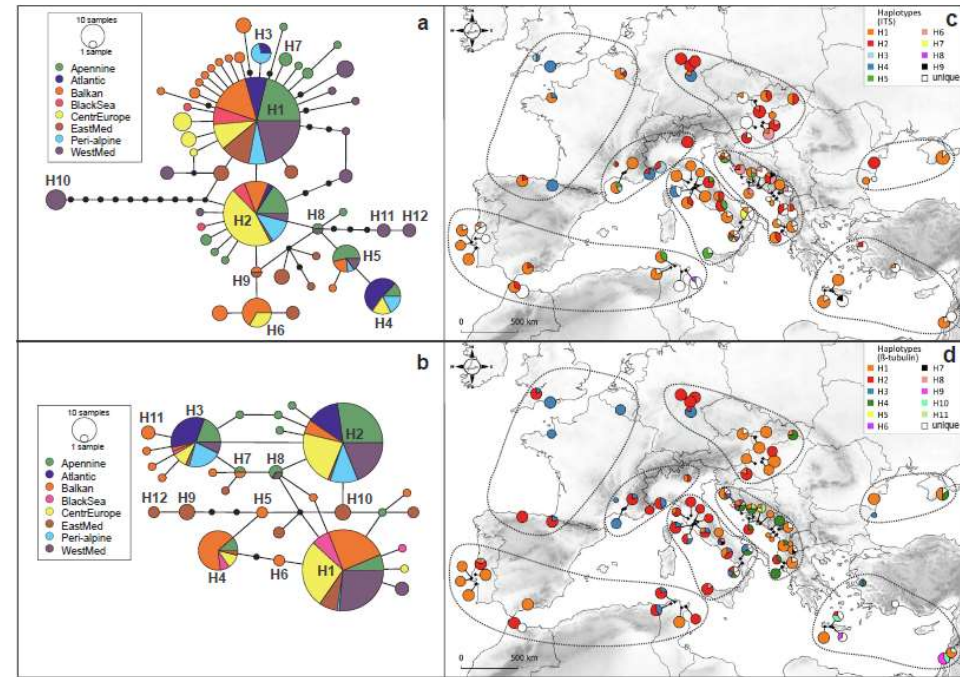 a
10 samples
1 sample
Apennine
Atlantic
Balkan
BlackSea
CentrEurope
EastMed
Peri-alpine
WestMed
H3
H7
H1
H10
H2
H8
H11
H12
H9
H5
H6
H4
b
10 samples
1 sample
Apennine
Atlantic
Balkan
BlackSea
CentrEurope
EastMed
Peri-alpine
WestMed
H11
H3
H2
H7
H8
H12
H9
H5
H10
H4
H6
H1
c
Haplotypes
(ITS)
H1
H2
H3
H4
H5
H6
H7
H8
H9
unique
0
500 km
d
Haplotypes
(ß-tubulin)
H1
H2
H3
H4
H5
H6
H7
H8
H9
H10
H11
unique
0
500 km